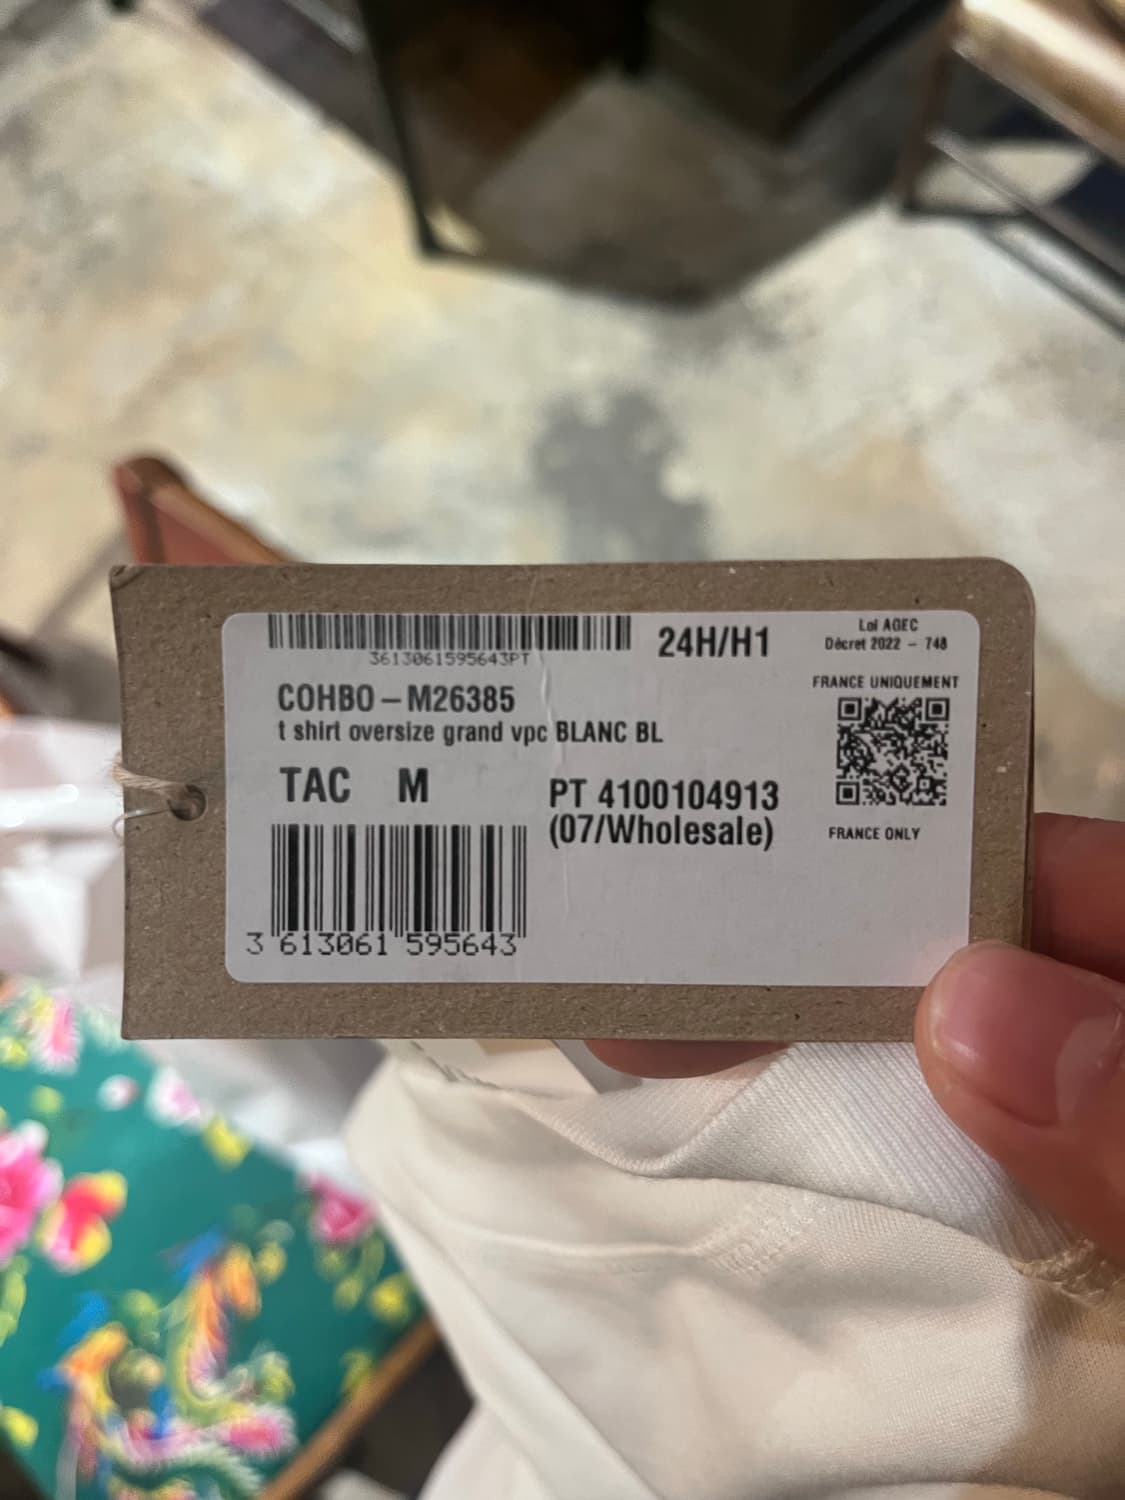 3613061595643PT
24H/H1
Loi AGEC
Décret 2022 - 748
COHBO - M26385
t shirt oversize grand vpc BLANC BL
FRANCE UNIQUEMENT
TAC M
PT 4100104913
(07/Wholesale)
FRANCE ONLY
3 613061 595643